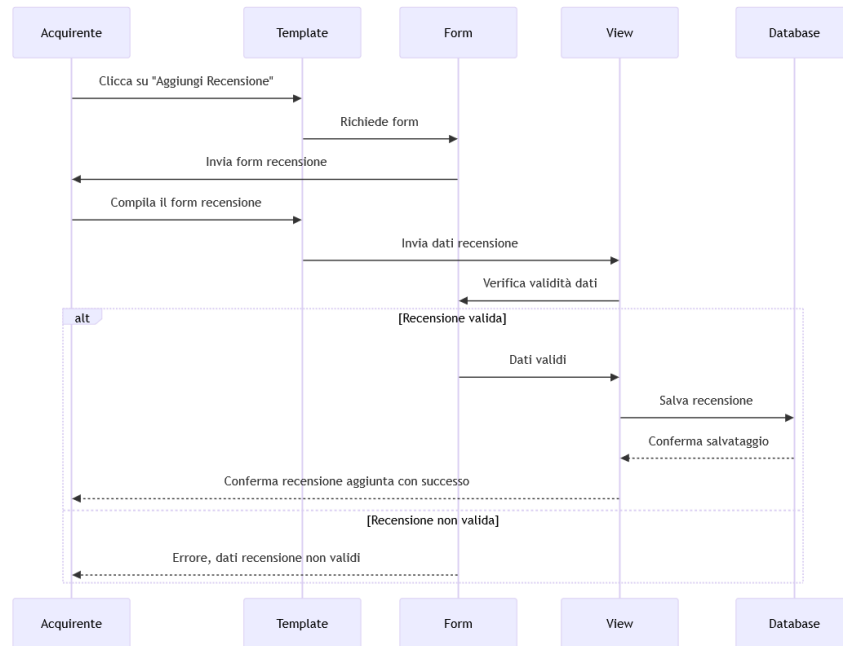 Acquirente Template Form View Database
Clicca su "Aggiungi Recensione"
Richiede form
Invia form recensione
Compila il form recensione
Invia dati recensione
Verifica validità dati
alt [Recensione valida]
Dati validi
Salva recensione
Conferma salvataggio
Conferma recensione aggiunta con successo
[Recensione non valida]
Errore, dati recensione non validi
Acquirente Template Form View Database